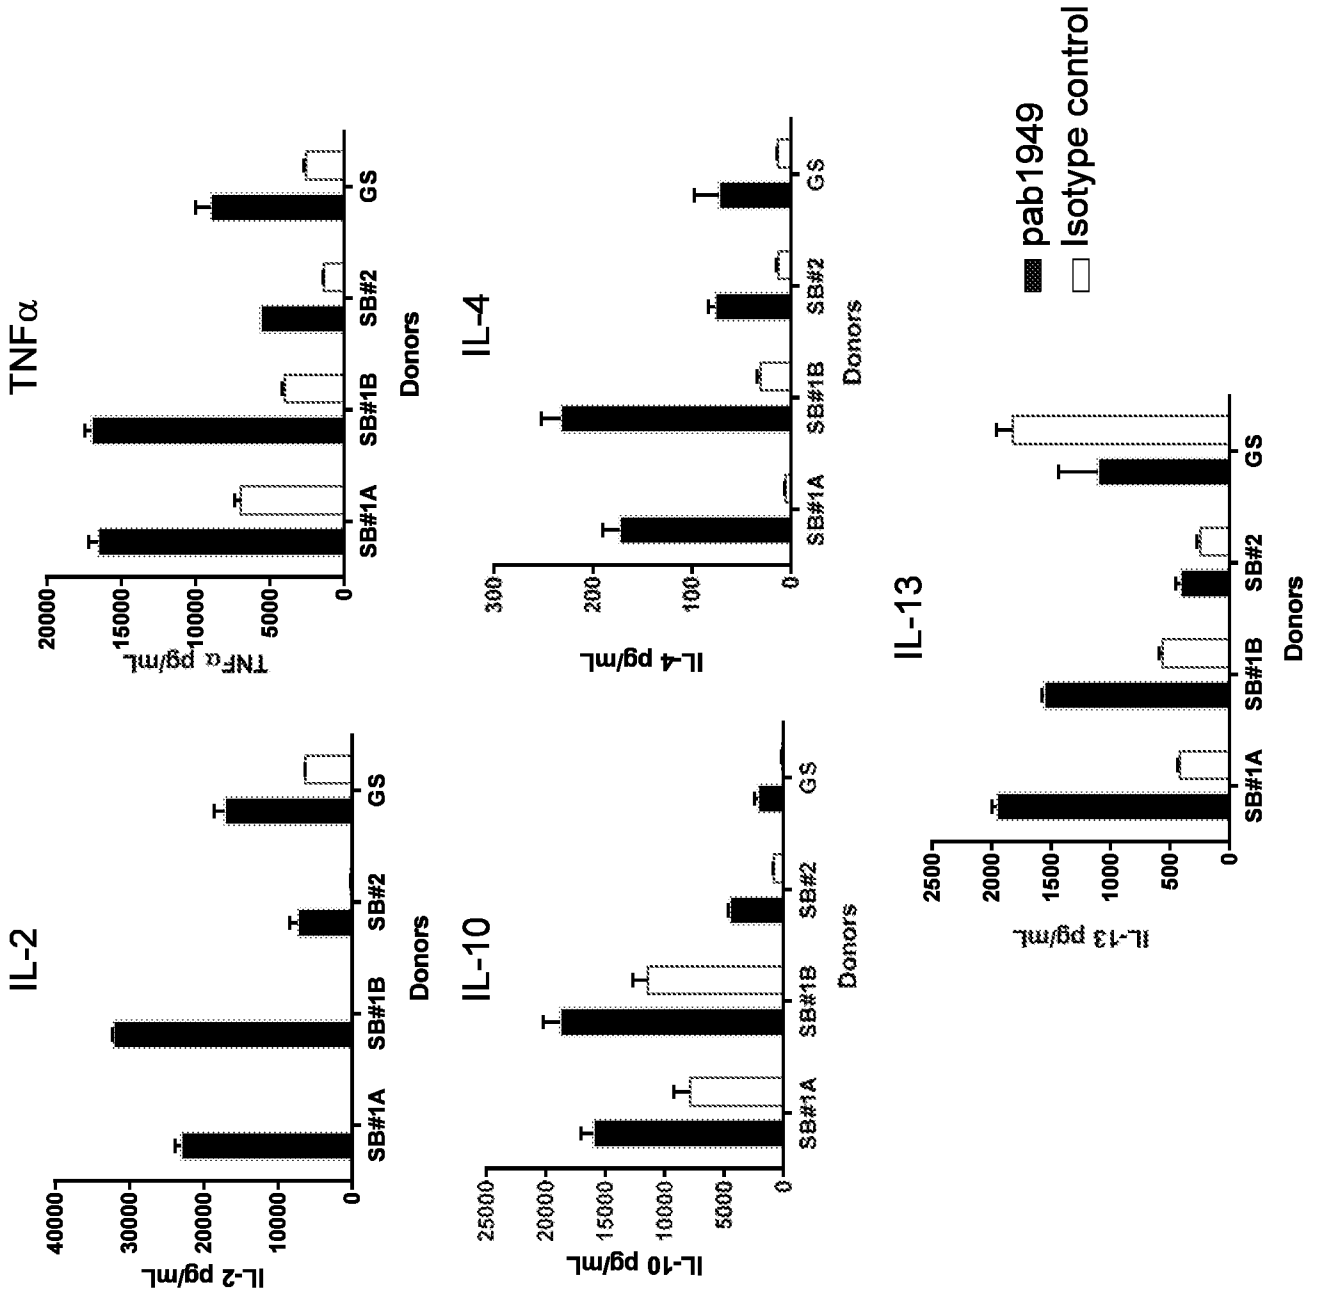 IL-2
IL-2 pg/mL
40000
30000
20000
10000
0
SB#1A
SB#1B
SB#2
GS
Donors
TNFα
TNFα pg/mL
20000
15000
10000
5000
0
SB#1A
SB#1B
SB#2
GS
Donors
IL-10
IL-10 pg/mL
25000
20000
15000
10000
5000
0
SB#1A
SB#1B
SB#2
GS
Donors
IL-4
IL-4 pg/mL
300
200
100
0
SB#1A
SB#1B
SB#2
GS
Donors
IL-13
IL-13 pg/mL
2500
2000
1500
1000
500
0
SB#1A
SB#1B
SB#2
GS
Donors
pab1949
Isotype control